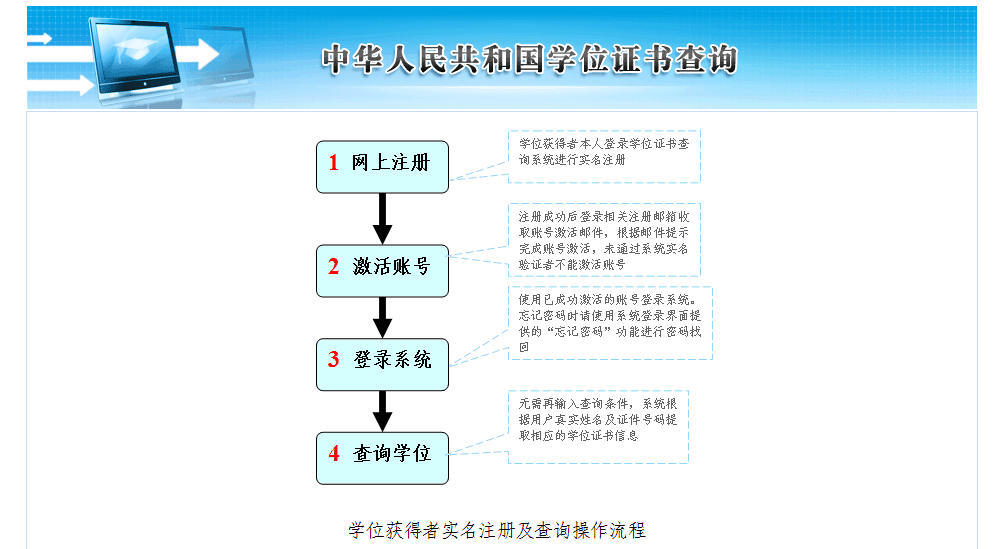 中华人民共和国学位证书查询
1 网上注册
学位获得者本人登录学位证书查
询系统进行实名注册
2 激活账号
注册成功后登录相关注册邮箱收
取账号激活邮件，根据邮件提示
完成账号激活，未通过系统实名
验证者不能激活账号
3 登录系统
使用已成功激活的账号登录系统。
忘记密码时请使用系统登录界面提
供的“忘记密码”功能进行密码找
回
4 查询学位
无需再输入查询条件，系统根
据用户真实姓名及证件号码提
取相应的学位证书信息
学位获得者实名注册及查询操作流程